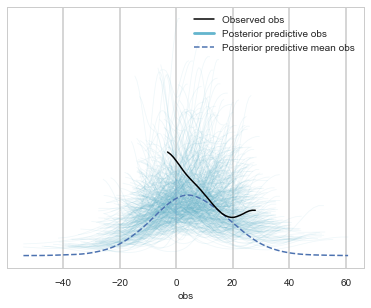 Observed obs
Posterior predictive obs
Posterior predictive mean obs
−40 −20 0 20 40 60
obs